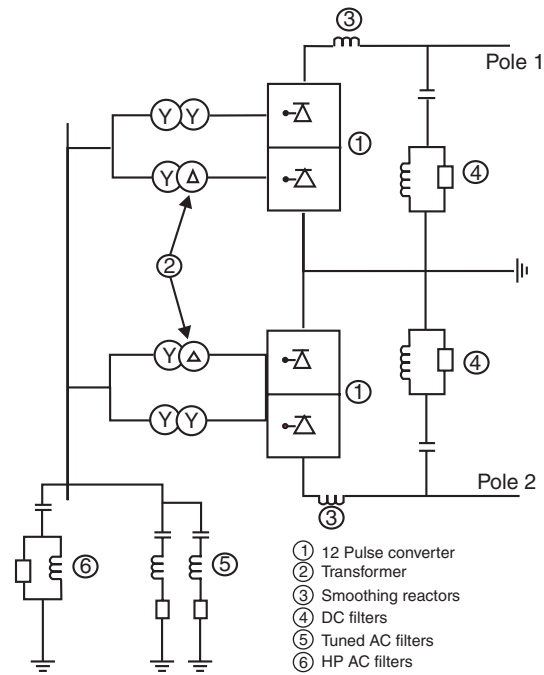 ③
Pole 1
Y Y
①
Y Δ
④
②
Y Δ
①
④
Y Y
Pole 2
③
⑥
⑤
① 12 Pulse converter
② Transformer
③ Smoothing reactors
④ DC filters
⑤ Tuned AC filters
⑥ HP AC filters